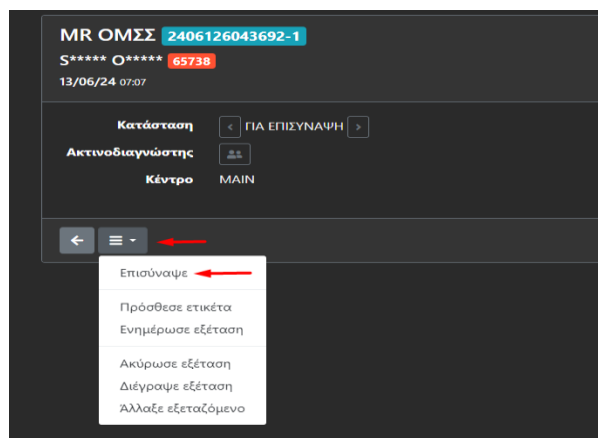 MR ΟΜΣΣ 2406126043692-1
S***** O***** 65738
13/06/24 07:07
Κατάσταση < ΓΙΑ ΕΠΙΣΥΝΑΨΗ >
Ακτινοδιαγνώστης
Κέντρο MAIN
Επισύναψε
Πρόσθεσε ετικέτα
Ενημέρωσε εξέταση
Ακύρωσε εξέταση
Διέγραψε εξέταση
Άλλαξε εξεταζόμενο